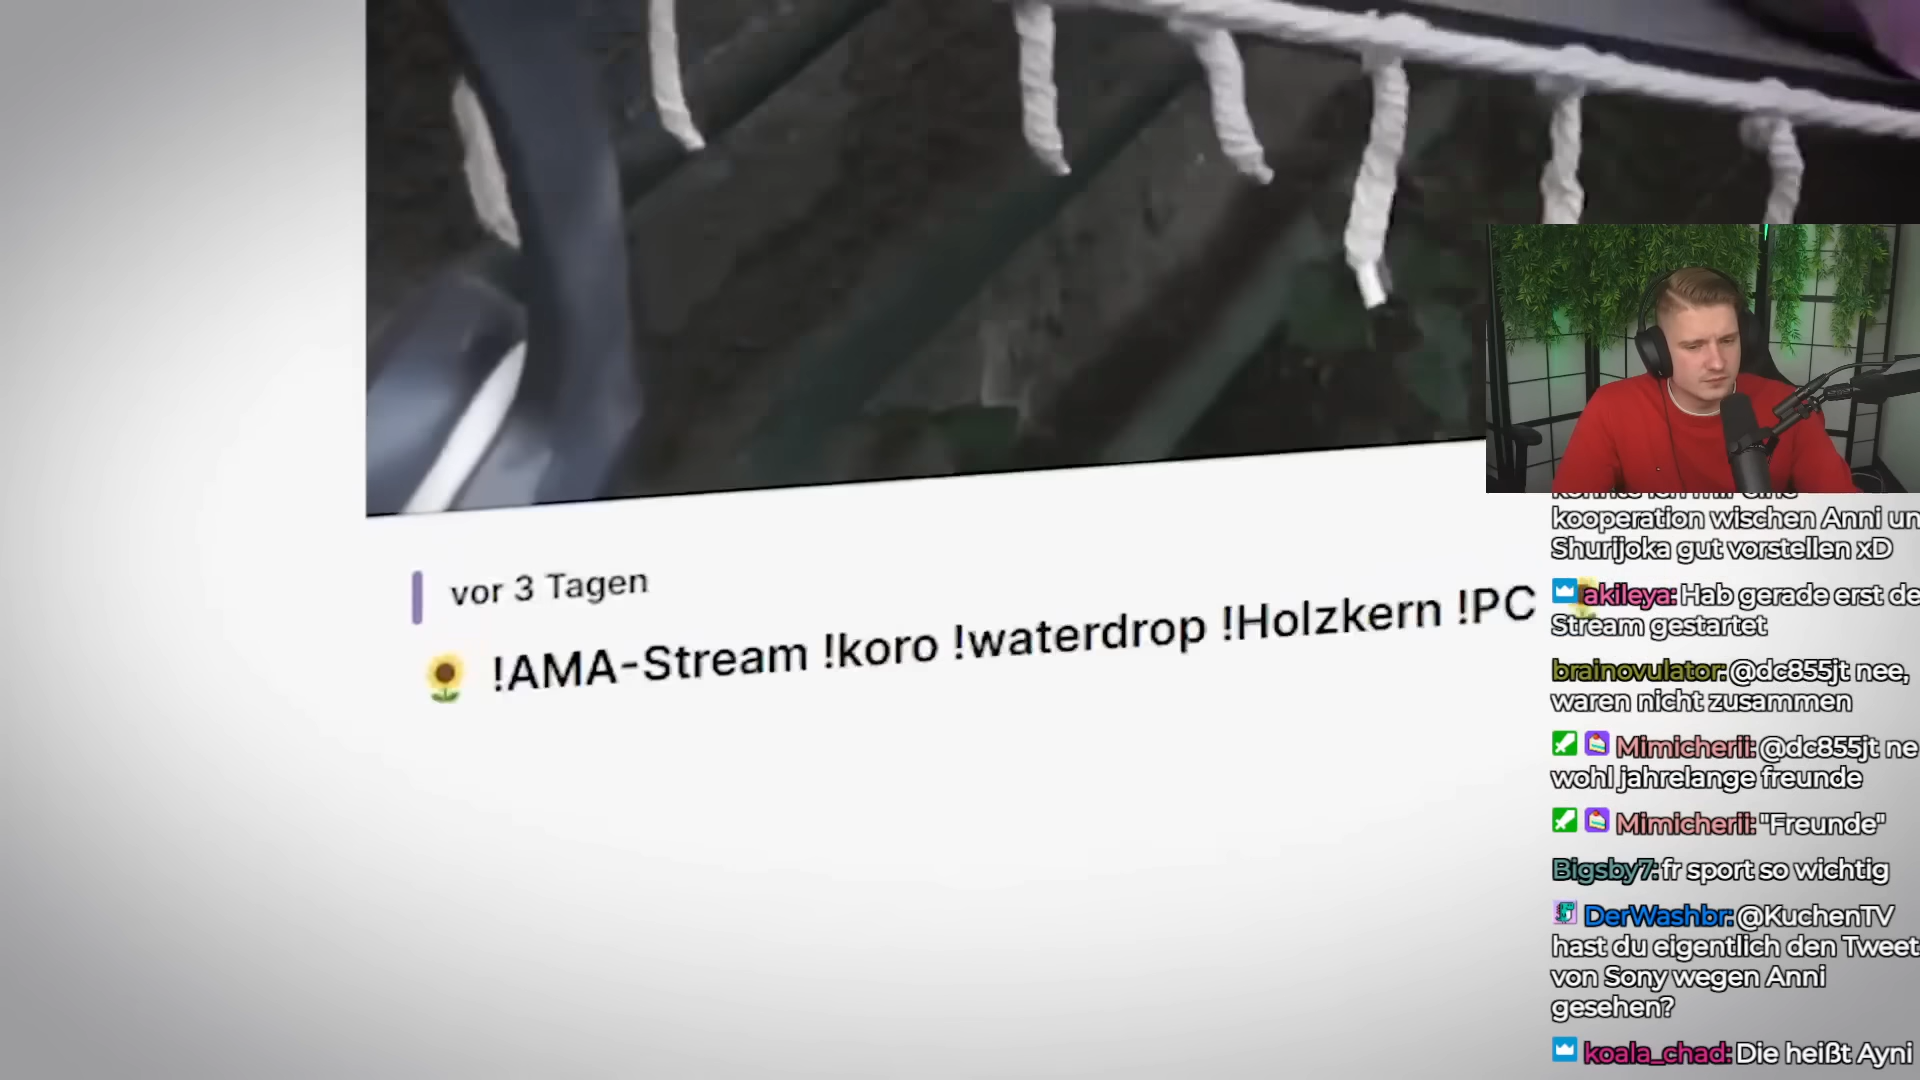 vor 3 Tagen
🌻 !AMA-Stream !koro !waterdrop !Holzkern !PC
kooperation wischen Anni un
Shurijoka gut vorstellen xD
akileya: Hab gerade erst de
Stream gestartet
brainovulator: @dc855jt nee,
waren nicht zusammen
Mimicherii: @dc855jt ne
wohl jahrelange freunde
Mimicherii: "Freunde"
Bigsby7: fr sport so wichtig
DerWashbr: @KuchenTV
hast du eigentlich den Tweet
von Sony wegen Anni
gesehen?
koala_chad: Die heißt Ayni